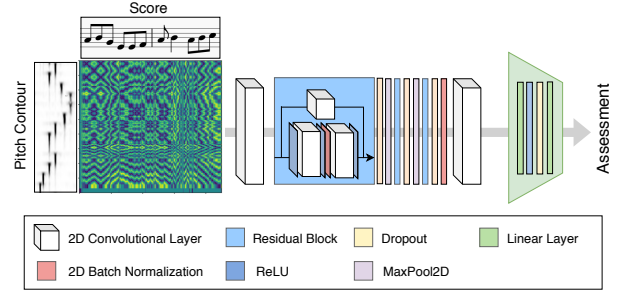 Score
Pitch Contour
Assessment
2D Convolutional Layer
Residual Block
Dropout
Linear Layer
2D Batch Normalization
ReLU
MaxPool2D